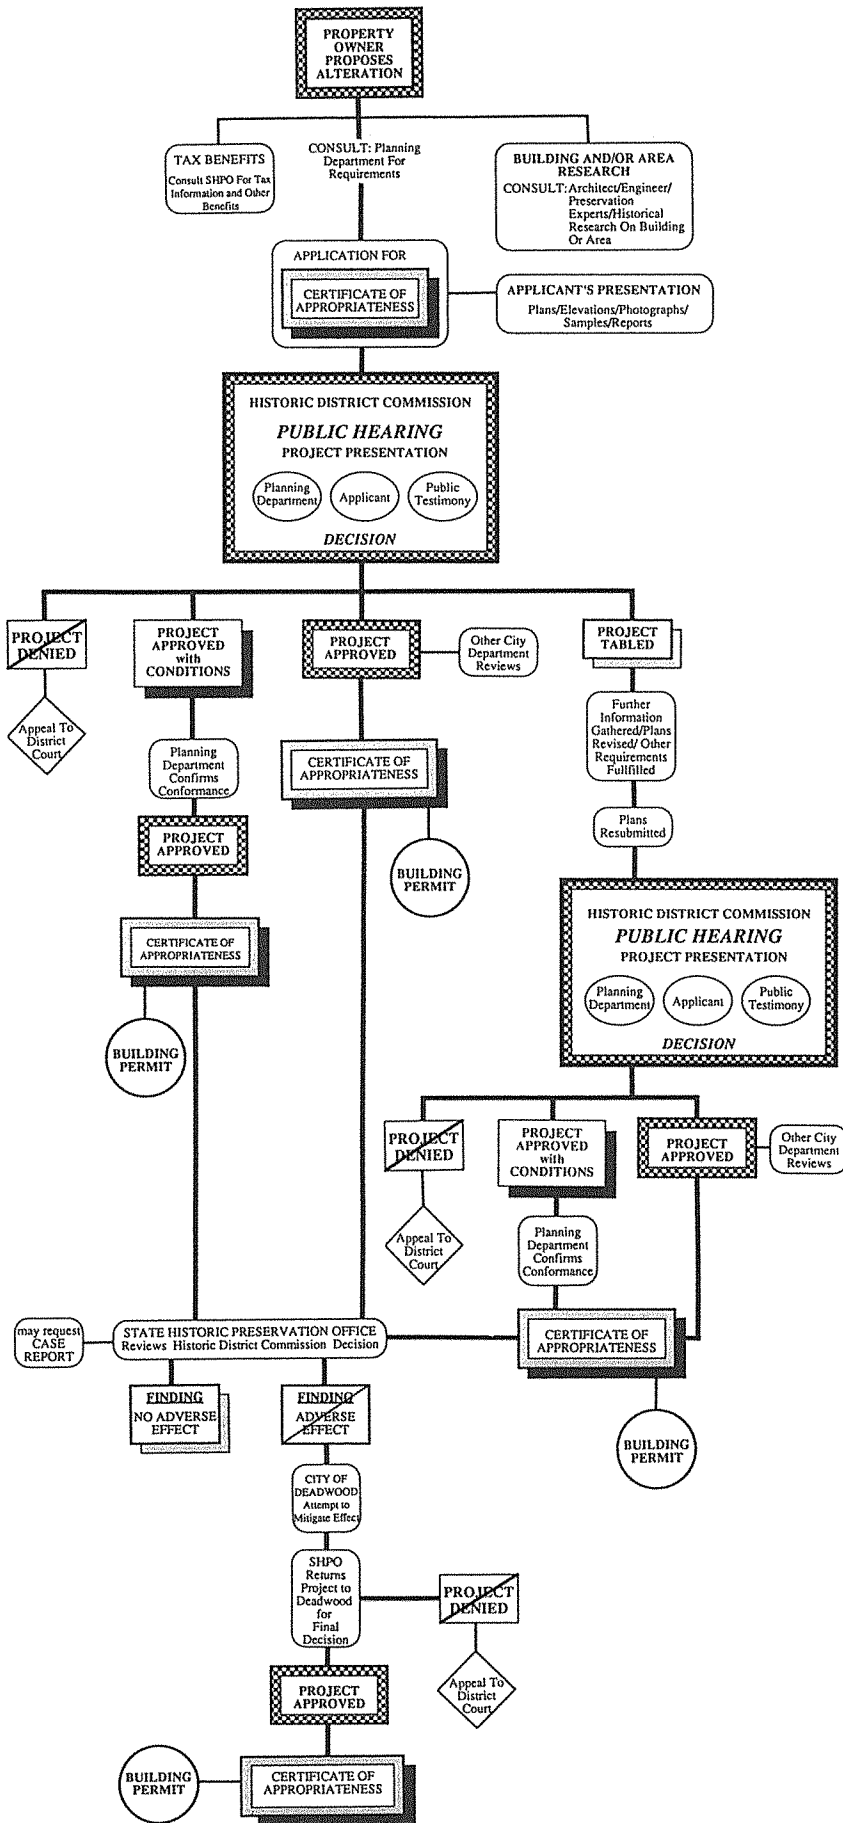 PROPERTY
OWNER
PROPOSES
ALTERATION
TAX BENEFITS
Consult SHPO For Tax
Information and Other
Benefits
CONSULT: Planning
Department For
Requirements
BUILDING AND/OR AREA
RESEARCH
CONSULT: Architect/Engineer/
Preservation
Experts/Historical
Research On Building
Or Area
APPLICATION FOR
CERTIFICATE OF
APPROPRIATENESS
APPLICANT'S PRESENTATION
Plans/Elevations/Photographs/
Samples/Reports
HISTORIC DISTRICT COMMISSION
PUBLIC HEARING
PROJECT PRESENTATION
Planning
Department
Applicant
Public
Testimony
DECISION
PROJECT
DENIED
Appeal To
District
Court
PROJECT
APPROVED
with
CONDITIONS
Planning
Department
Confirms
Conformance
PROJECT
APPROVED
CERTIFICATE OF
APPROPRIATENESS
BUILDING
PERMIT
PROJECT
APPROVED
Other City
Department
Reviews
CERTIFICATE OF
APPROPRIATENESS
BUILDING
PERMIT
PROJECT
TABLED
Further
Information
Gathered/Plans
Revised/ Other
Requirements
Fullfilled
Plans
Resubmitted
HISTORIC DISTRICT COMMISSION
PUBLIC HEARING
PROJECT PRESENTATION
Planning
Department
Applicant
Public
Testimony
DECISION
PROJECT
DENIED
Appeal To
District
Court
PROJECT
APPROVED
with
CONDITIONS
Planning
Department
Confirms
Conformance
PROJECT
APPROVED
Other City
Department
Reviews
CERTIFICATE OF
APPROPRIATENESS
BUILDING
PERMIT
may request
CASE
REPORT
STATE HISTORIC PRESERVATION OFFICE
Reviews Historic District Commission Decision
FINDING
NO ADVERSE
EFFECT
FINDING
ADVERSE
EFFECT
CITY OF
DEADWOOD
Attempt to
Mitigate Effect
SHPO
Returns
Project to
Deadwood
for
Final
Decision
PROJECT
DENIED
Appeal To
District
Court
PROJECT
APPROVED
BUILDING
PERMIT
CERTIFICATE OF
APPROPRIATENESS